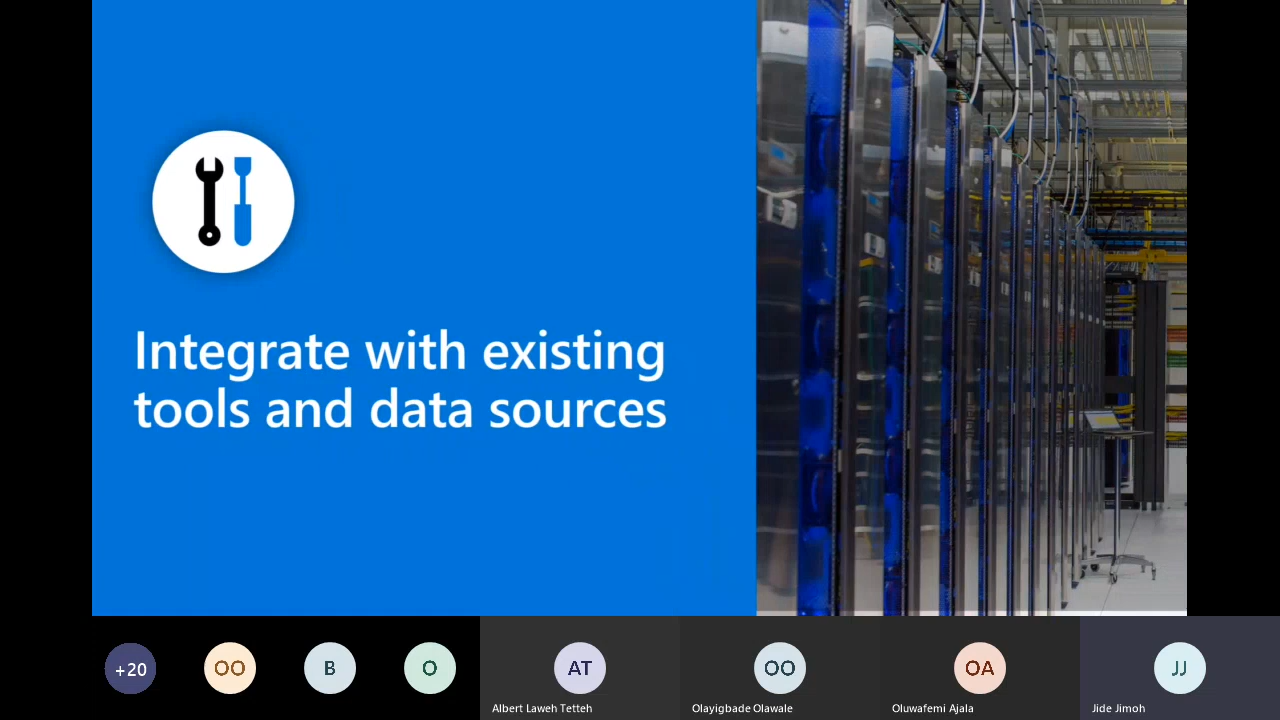 Integrate with existing
tools and data sources
+20
OO
B
O
AT
OO
OA
JJ
Albert Laweh Tetteh
Olayigbade Olawale
Oluwafemi Ajala
Jide Jimoh